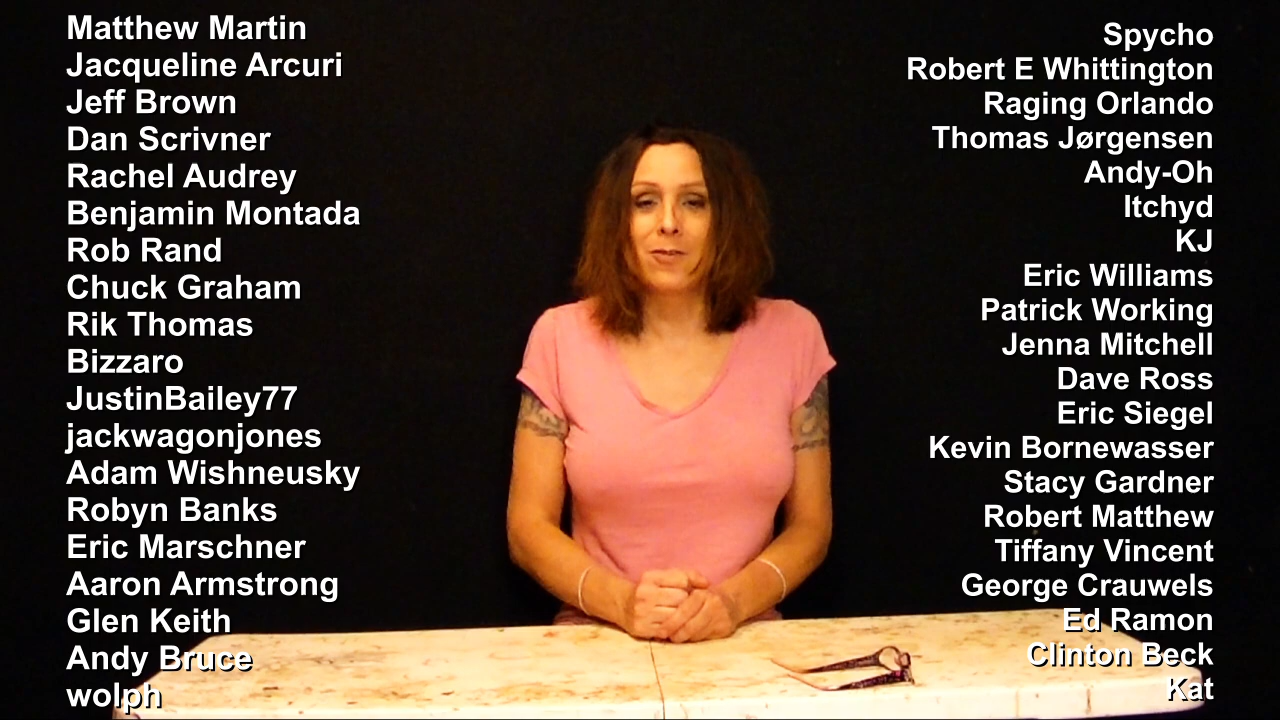 Matthew Martin
Jacqueline Arcuri
Jeff Brown
Dan Scrivner
Rachel Audrey
Benjamin Montada
Rob Rand
Chuck Graham
Rik Thomas
Bizzaro
JustinBailey77
jackwagonjones
Adam Wishneusky
Robyn Banks
Eric Marschner
Aaron Armstrong
Glen Keith
Andy Bruce
wolph
Spycho
Robert E Whittington
Raging Orlando
Thomas Jørgensen
Andy-Oh
Itchyd
KJ
Eric Williams
Patrick Working
Jenna Mitchell
Dave Ross
Eric Siegel
Kevin Bornewasser
Stacy Gardner
Robert Matthew
Tiffany Vincent
George Crauwels
Ed Ramon
Clinton Beck
Kat